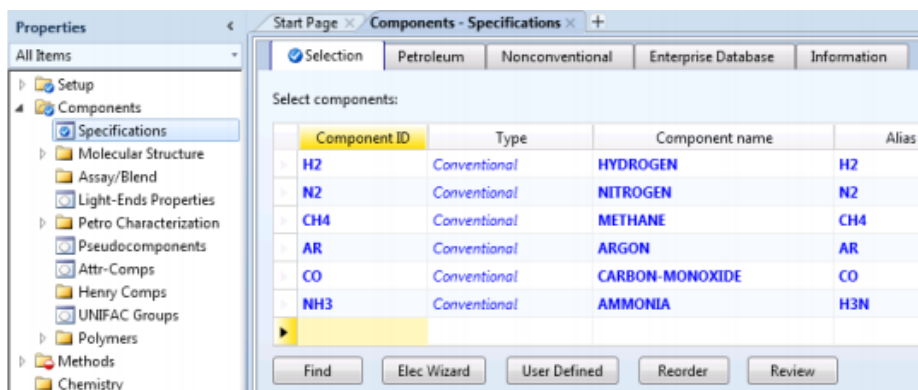 Properties
All Items
Setup
Components
Specifications
Molecular Structure
Assay/Blend
Light-Ends Properties
Petro Characterization
Pseudocomponents
Attr-Comps
Henry Comps
UNIFAC Groups
Polymers
Methods
Chemistry
Start Page Components - Specifications +
Selection Petroleum Nonconventional Enterprise Database Information
Select components:
Component ID Type Component name Alias
H2 Conventional HYDROGEN H2
N2 Conventional NITROGEN N2
CH4 Conventional METHANE CH4
AR Conventional ARGON AR
CO Conventional CARBON-MONOXIDE CO
NH3 Conventional AMMONIA H3N
Find Elec Wizard User Defined Reorder Review